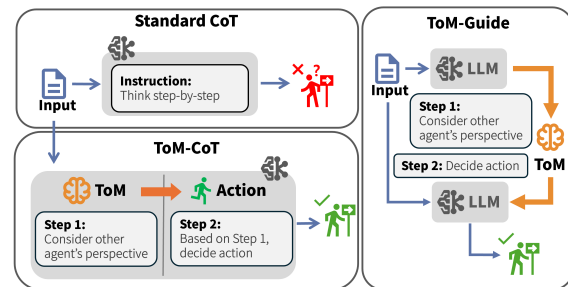 Standard CoT
Input
Instruction:
Think step-by-step
?
ToM-CoT
ToM
Action
Step 1:
Consider other
agent's perspective
Step 2:
Based on Step 1,
decide action
ToM-Guide
Input
LLM
Step 1:
Consider other
agent's perspective
ToM
Step 2: Decide action
LLM